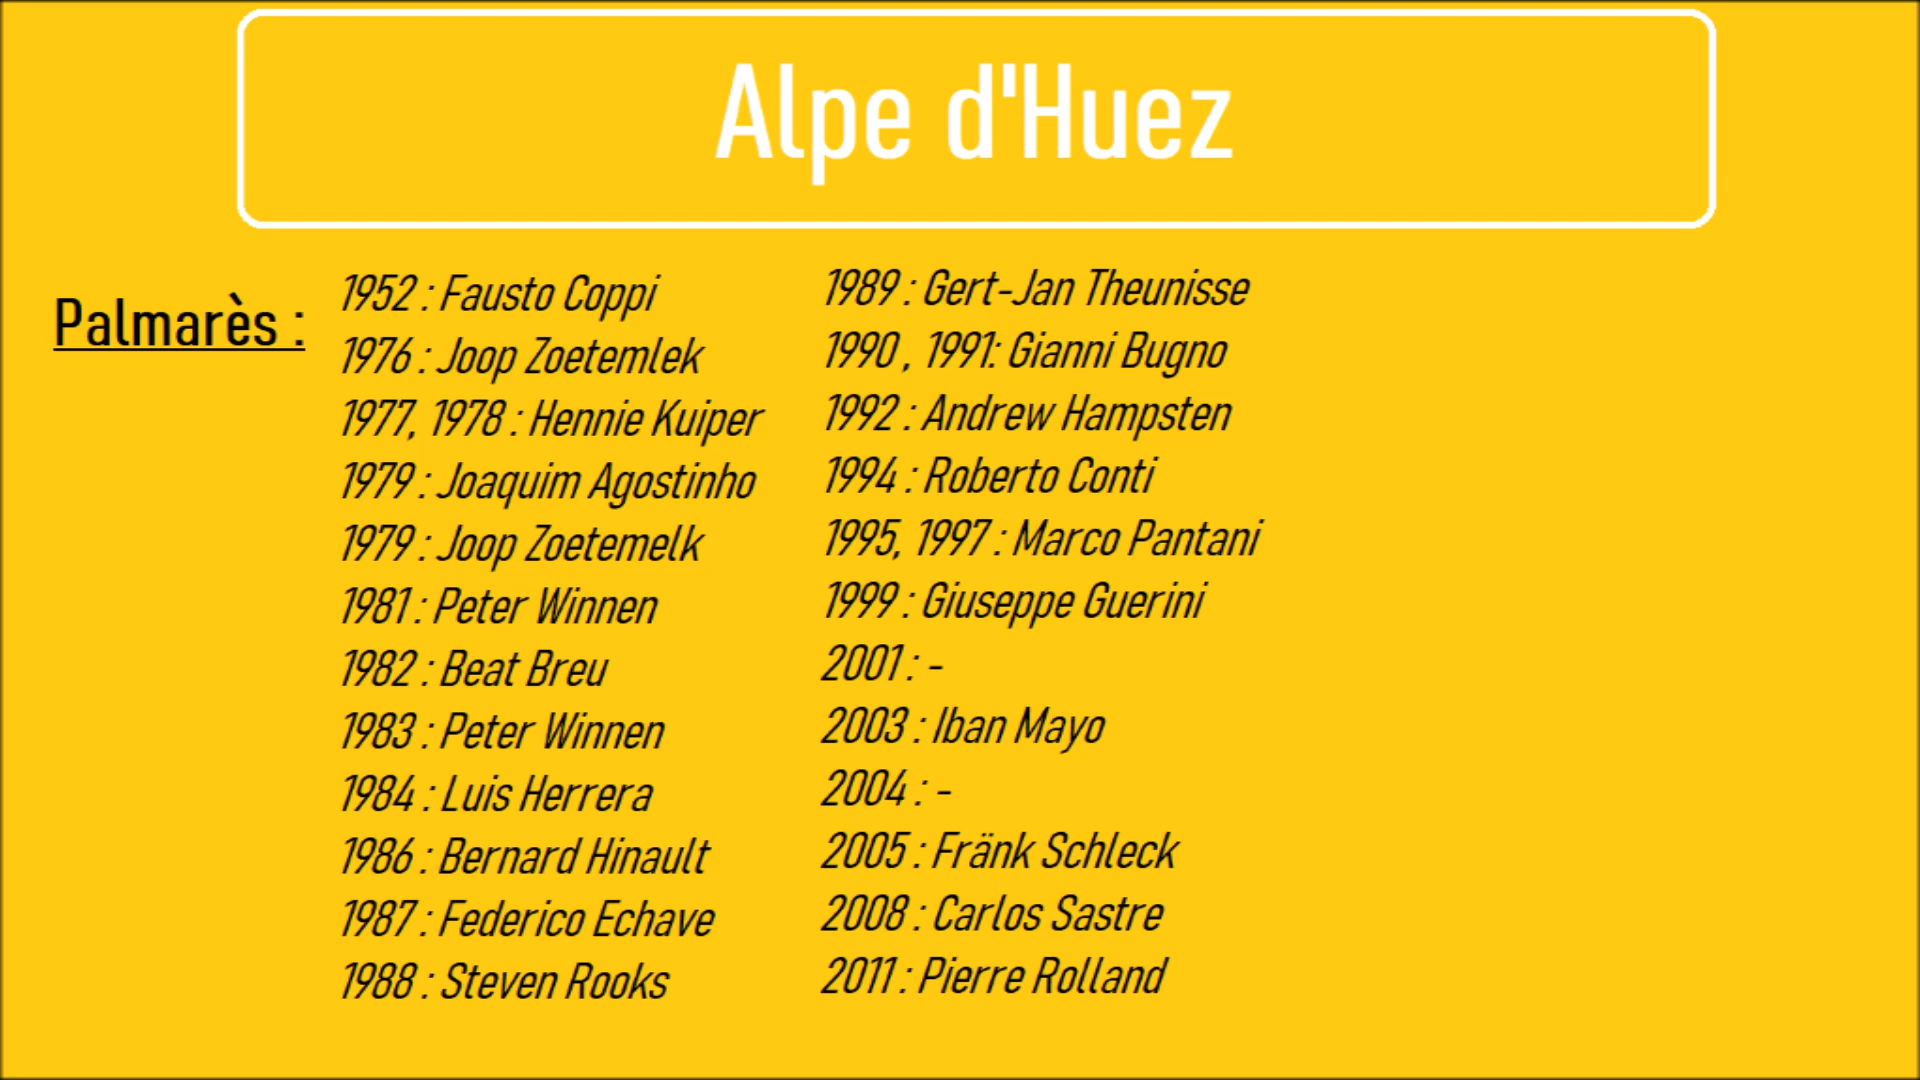 Alpe d'Huez
Palmarès :
1952 : Fausto Coppi
1976 : Joop Zoetemlek
1977, 1978 : Hennie Kuiper
1979 : Joaquim Agostinho
1979 : Joop Zoetemelk
1981 : Peter Winnen
1982 : Beat Breu
1983 : Peter Winnen
1984 : Luis Herrera
1986 : Bernard Hinault
1987 : Federico Echave
1988 : Steven Rooks
1989 : Gert-Jan Theunisse
1990 , 1991: Gianni Bugno
1992 : Andrew Hampsten
1994 : Roberto Conti
1995, 1997 : Marco Pantani
1999 : Giuseppe Guerini
2001 : -
2003 : Iban Mayo
2004 : -
2005 : Fränk Schleck
2008 : Carlos Sastre
2011 : Pierre Rolland